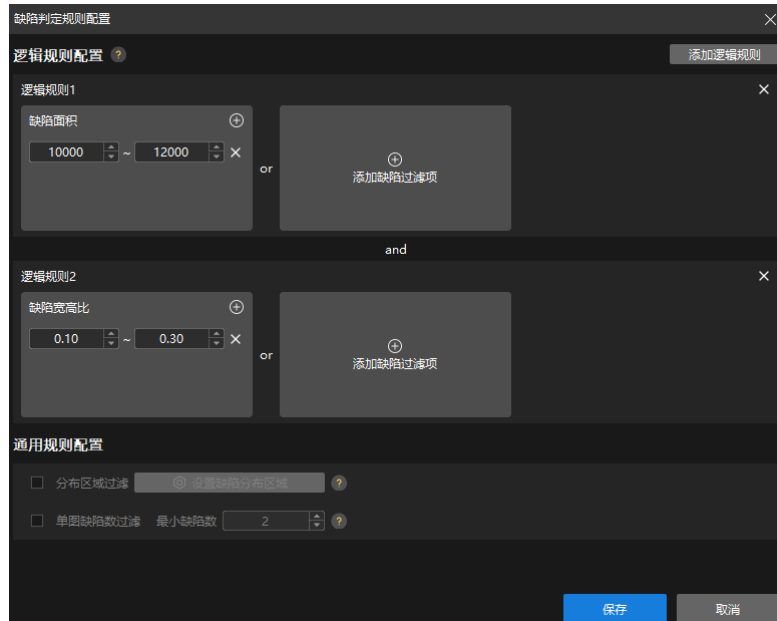 缺陷判定规则配置
逻辑规则配置 ?
添加逻辑规则
逻辑规则1
缺陷面积
10000 ~ 12000
or
添加缺陷过滤项
and
逻辑规则2
缺陷宽高比
0.10 ~ 0.30
or
添加缺陷过滤项
通用规则配置
分布区域过滤 设置缺陷分布区域 ?
单图缺陷数过滤 最小缺陷数 2 ?
保存 取消